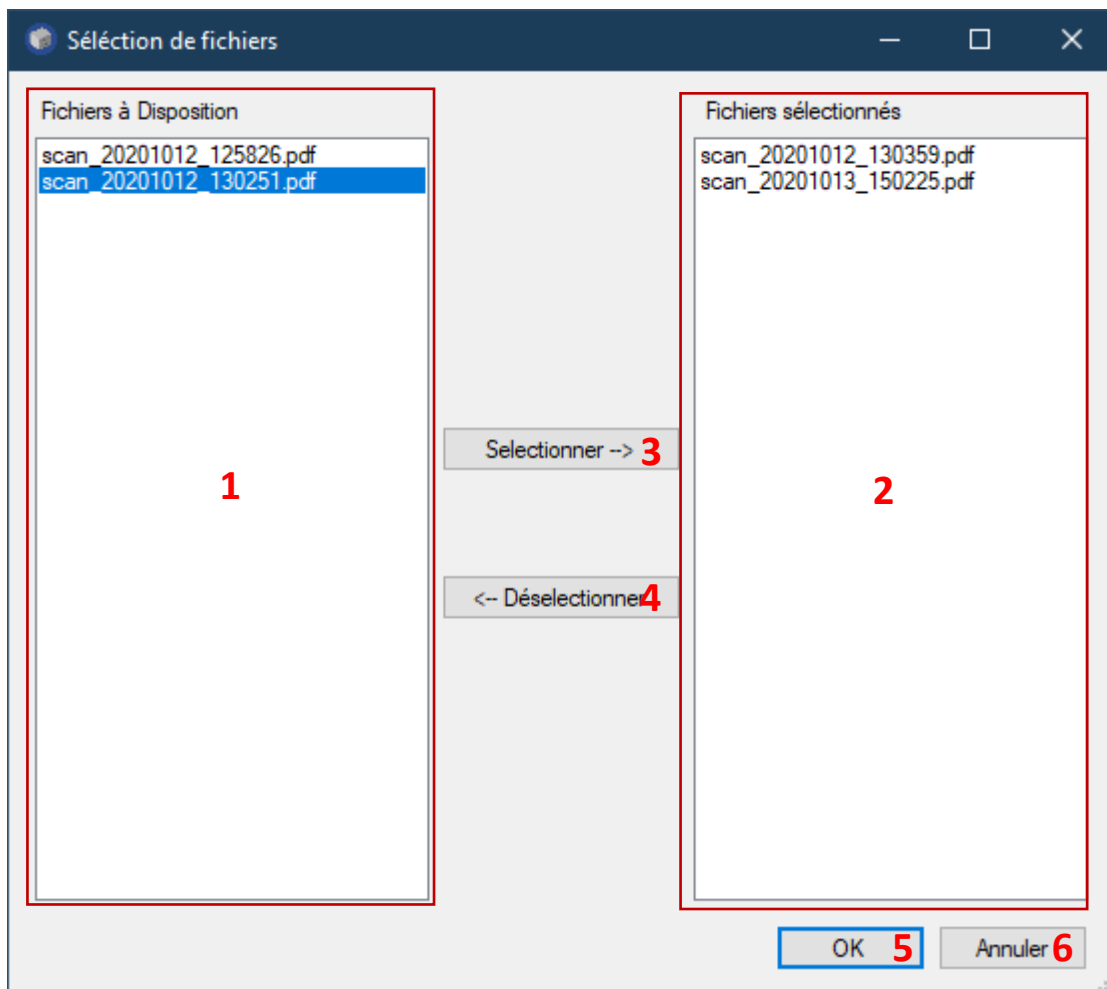 Séléction de fichiers
Fichiers à Disposition
scan_20201012_125826.pdf
scan_20201012_130251.pdf
1
Selectionner --> 3
<-- Déselectionner 4
Fichiers sélectionnés
scan_20201012_130359.pdf
scan_20201013_150225.pdf
2
OK 5
Annuler 6